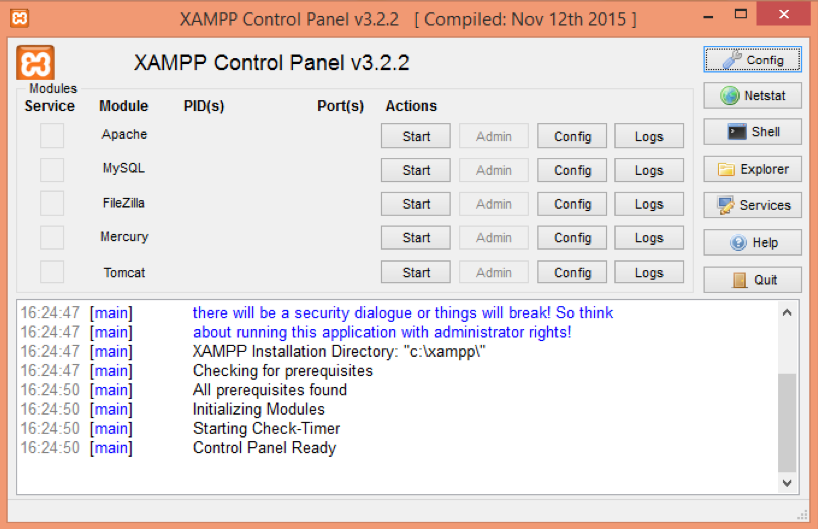 XAMPP Control Panel v3.2.2 [ Compiled: Nov 12th 2015 ]
XAMPP Control Panel v3.2.2
Config
Modules
Service Module PID(s) Port(s) Actions
Netstat
Apache Start Admin Config Logs
Shell
MySQL Start Admin Config Logs
Explorer
FileZilla Start Admin Config Logs
Services
Mercury Start Admin Config Logs
Help
Tomcat Start Admin Config Logs
Quit
16:24:47 [main] there will be a security dialogue or things will break! So think
16:24:47 [main] about running this application with administrator rights!
16:24:47 [main] XAMPP Installation Directory: "c:\xampp\"
16:24:47 [main] Checking for prerequisites
16:24:50 [main] All prerequisites found
16:24:50 [main] Initializing Modules
16:24:50 [main] Starting Check-Timer
16:24:50 [main] Control Panel Ready